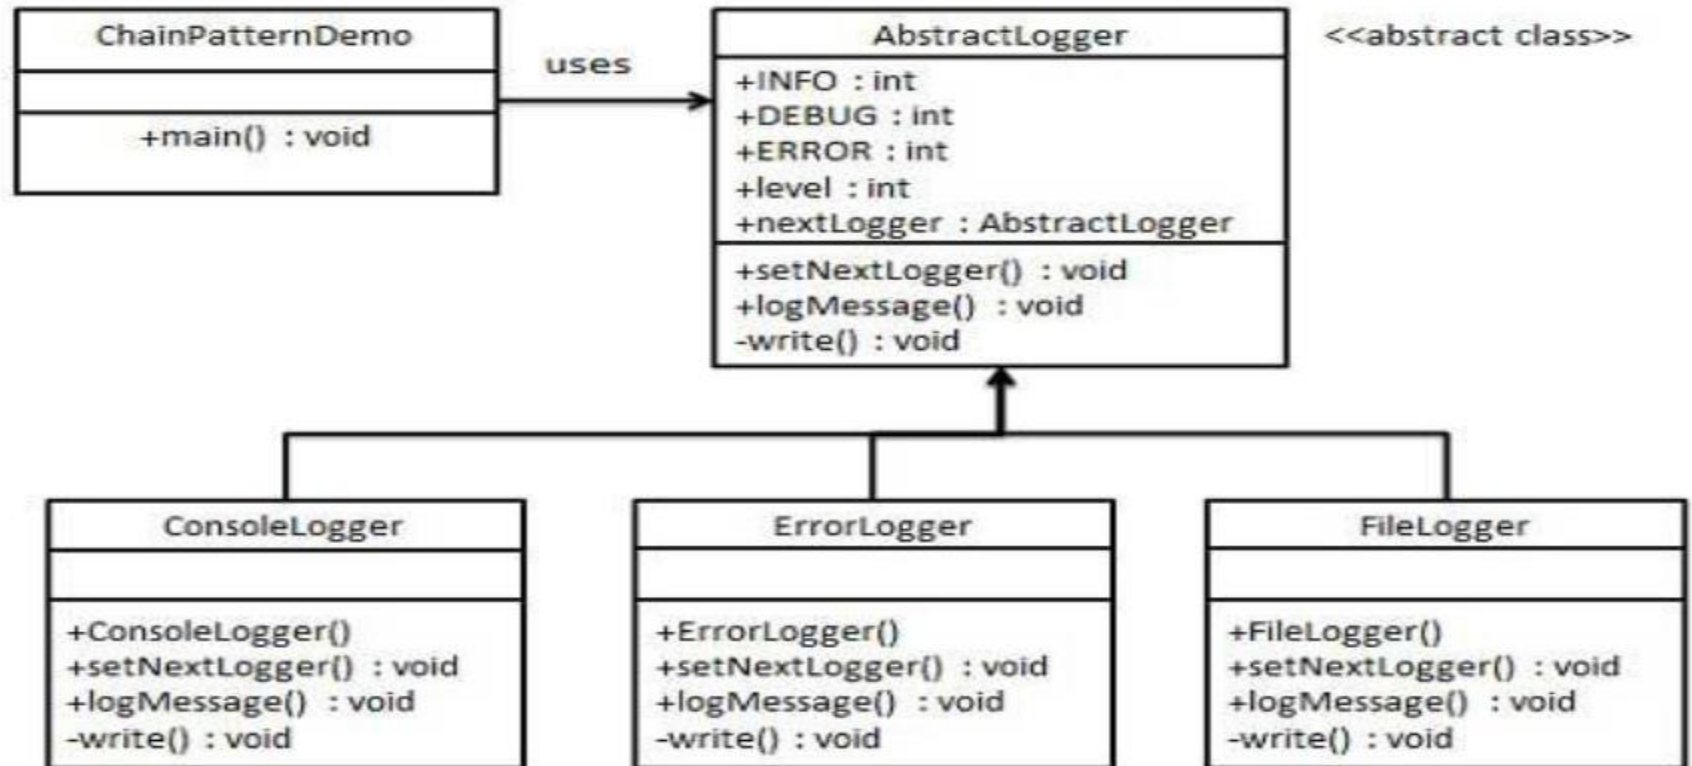 ChainPatternDemo
+main() : void
uses
AbstractLogger
<<abstract class>>
+INFO : int
+DEBUG : int
+ERROR : int
+level : int
+nextLogger : AbstractLogger
+setNextLogger() : void
+logMessage() : void
-write() : void
ConsoleLogger
+ConsoleLogger()
+setNextLogger() : void
+logMessage() : void
-write() : void
ErrorLogger
+ErrorLogger()
+setNextLogger() : void
+logMessage() : void
-write() : void
FileLogger
+FileLogger()
+setNextLogger() : void
+logMessage() : void
-write() : void